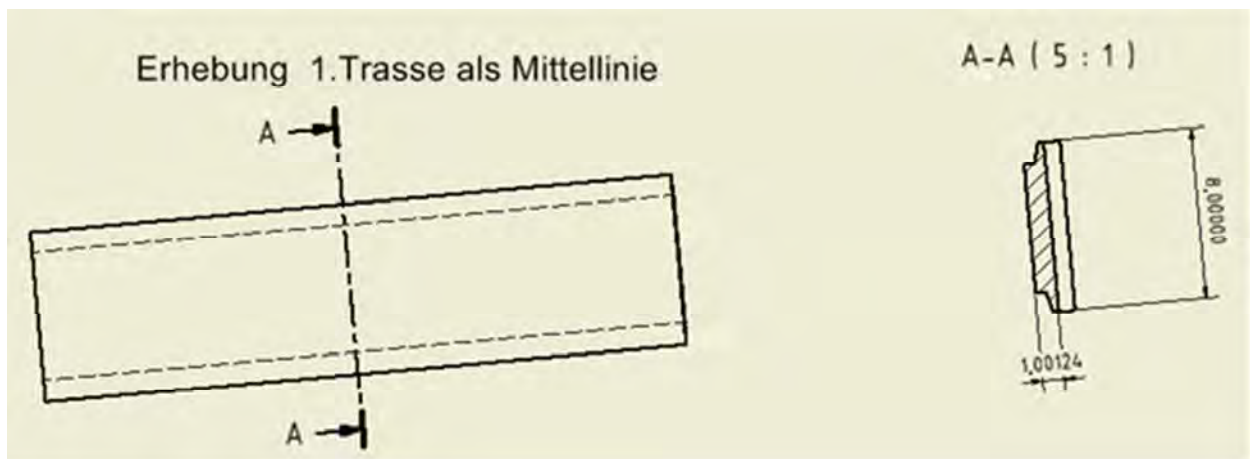 Erhebung 1.Trasse als Mittellinie
A-A ( 5 : 1 )
A
8,00000
1,00124
A